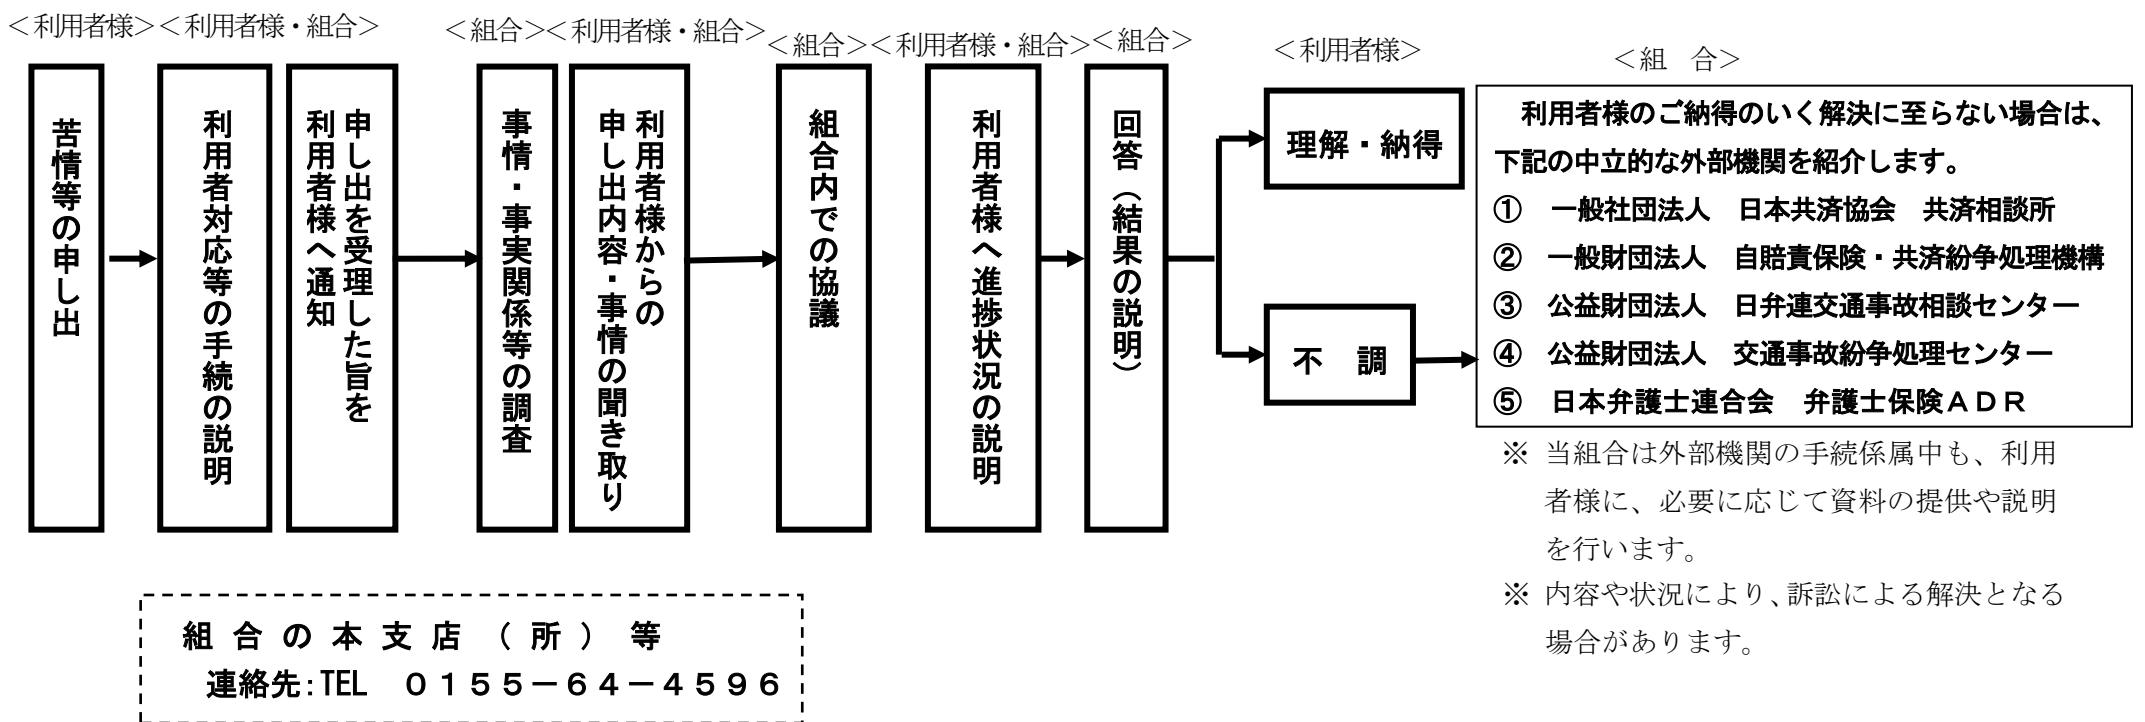 ＜利用者様＞
＜利用者様・組合＞
＜組合＞
＜利用者様・組合＞
＜組合＞
＜利用者様・組合＞
＜組合＞
＜利用者様＞
＜組　合＞
苦情等の申し出
利用者対応等の手続の説明
申し出を受理した旨を
利用者様へ通知
事情・事実関係等の調査
利用者様からの
申し出内容・事情の聞き取り
組合内での協議
利用者様へ進捗状況の説明
回答（結果の説明）
理解・納得
不　調
利用者様のご納得のいく解決に至らない場合は、
下記の中立的な外部機関を紹介します。
①　一般社団法人　日本共済協会　共済相談所
②　一般財団法人　自賠責保険・共済紛争処理機構
③　公益財団法人　日弁連交通事故相談センター
④　公益財団法人　交通事故紛争処理センター
⑤　日本弁護士連合会　弁護士保険ＡＤＲ
※ 当組合は外部機関の手続係属中も、利用
者様に、必要に応じて資料の提供や説明
を行います。
※ 内容や状況により、訴訟による解決となる
場合があります。
組合の本支店（所）等
連絡先：TEL　０１５５－６４－４５９６